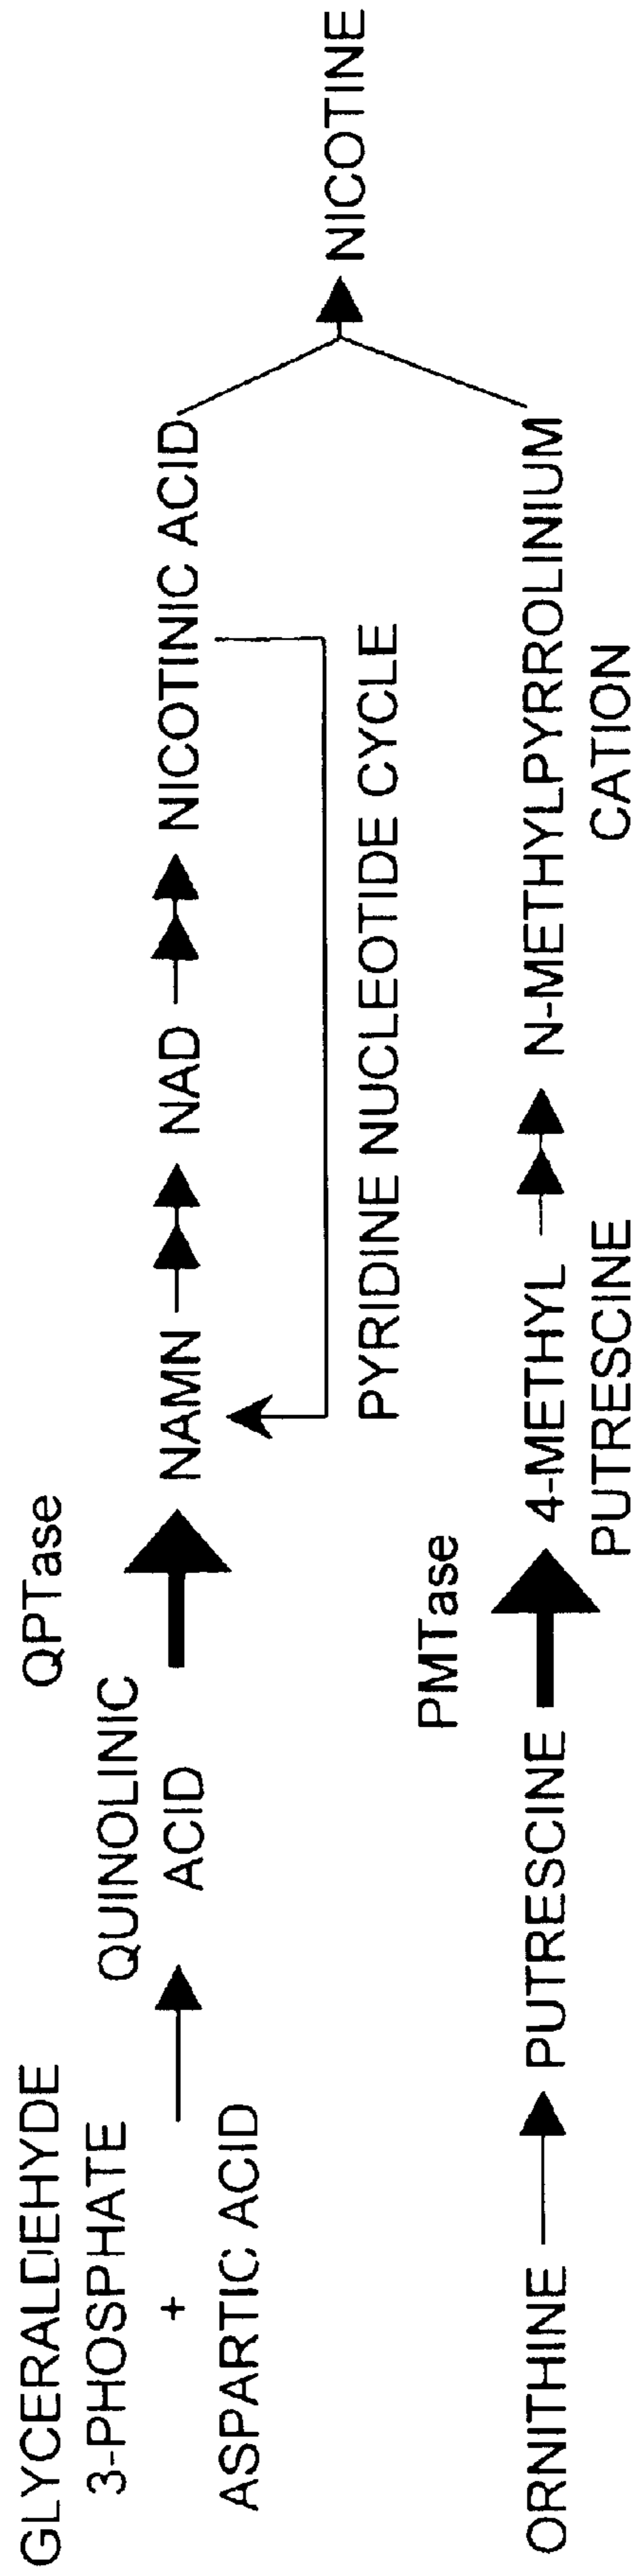 GLYCERALDEHYDE
3-PHOSPHATE
+
ASPARTIC ACID
QUINOLINIC
ACID
QPTase
NAMN
NAD
NICOTINIC ACID
PYRIDINE NUCLEOTIDE CYCLE
NICOTINE
ORNITHINE
PUTRESCINE
PMTase
4-METHYL
PUTRESCINE
N-METHYLPYRROLINIUM
CATION